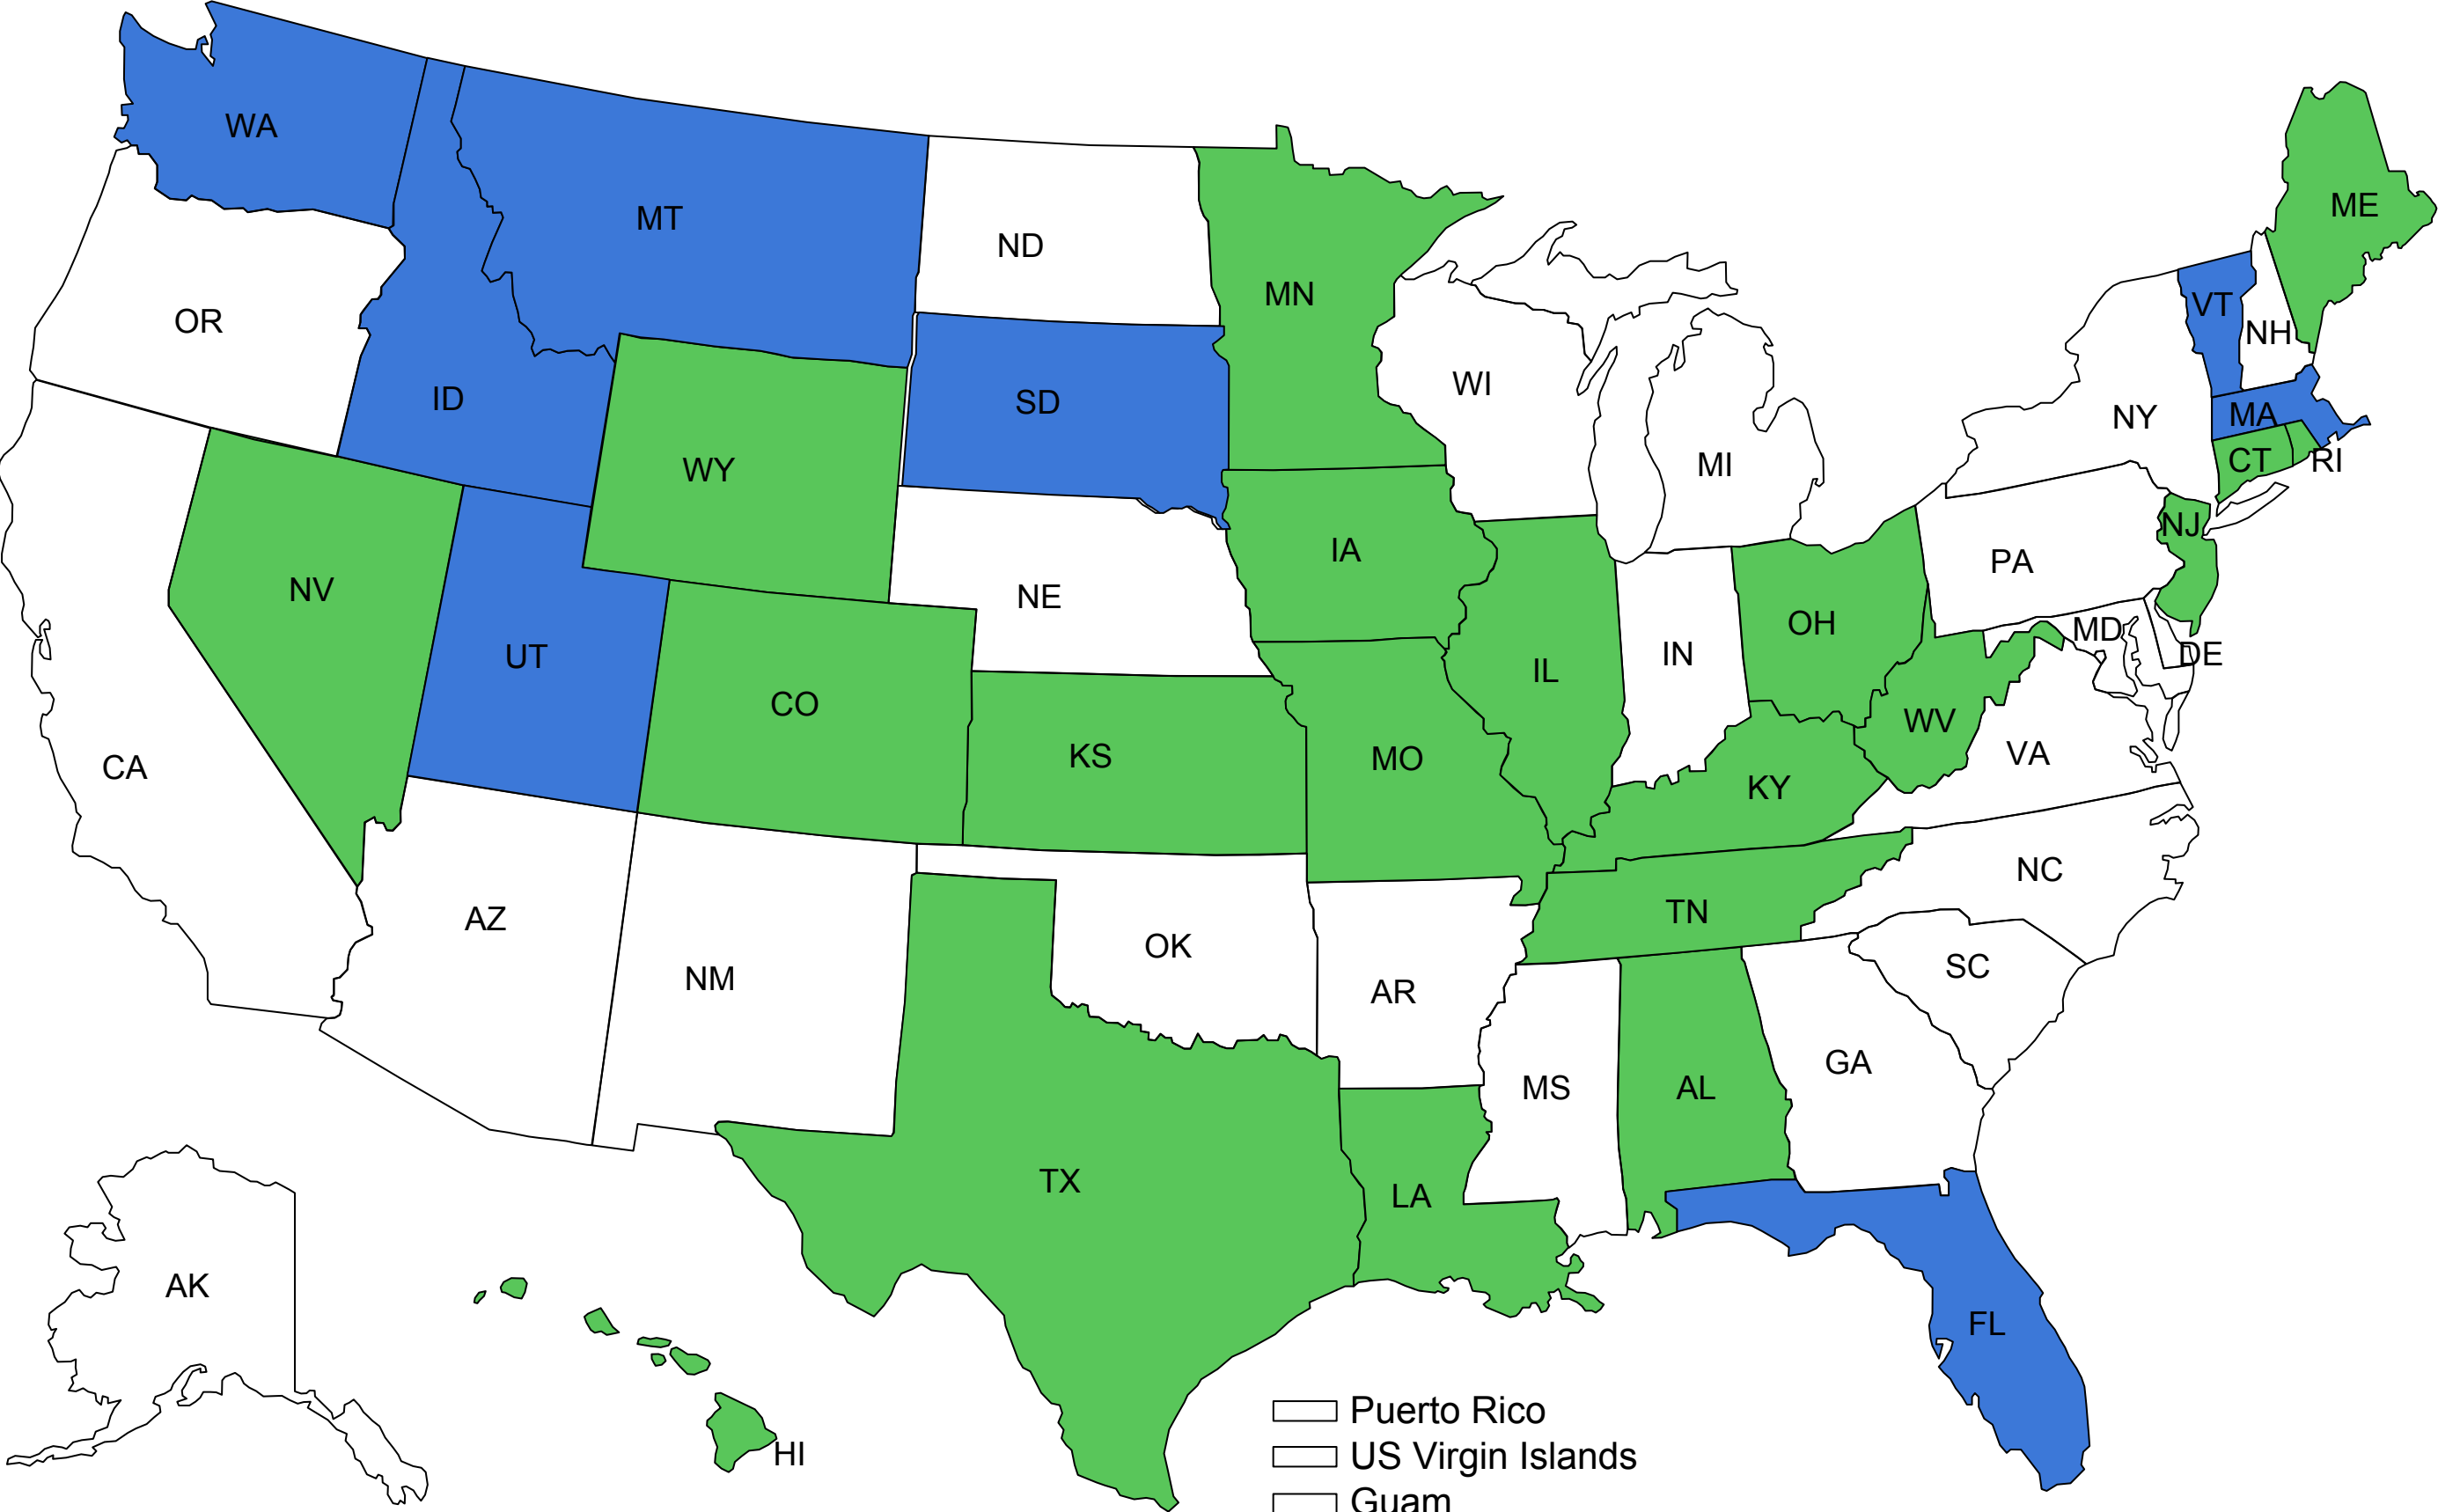 WA
ME
MT
ND
MN
VT
OR
NH
WI
ID
SD
NY
MA
WY
MI
CT
RI
NJ
IA
PA
NV
NE
OH
MD
UT
IN
DE
IL
CO
WV
KS
MO
VA
CA
KY
NC
AZ
TN
OK
SC
NM
AR
GA
MS
AL
TX
LA
AK
FL
HI
Puerto Rico
US Virgin Islands
Guam